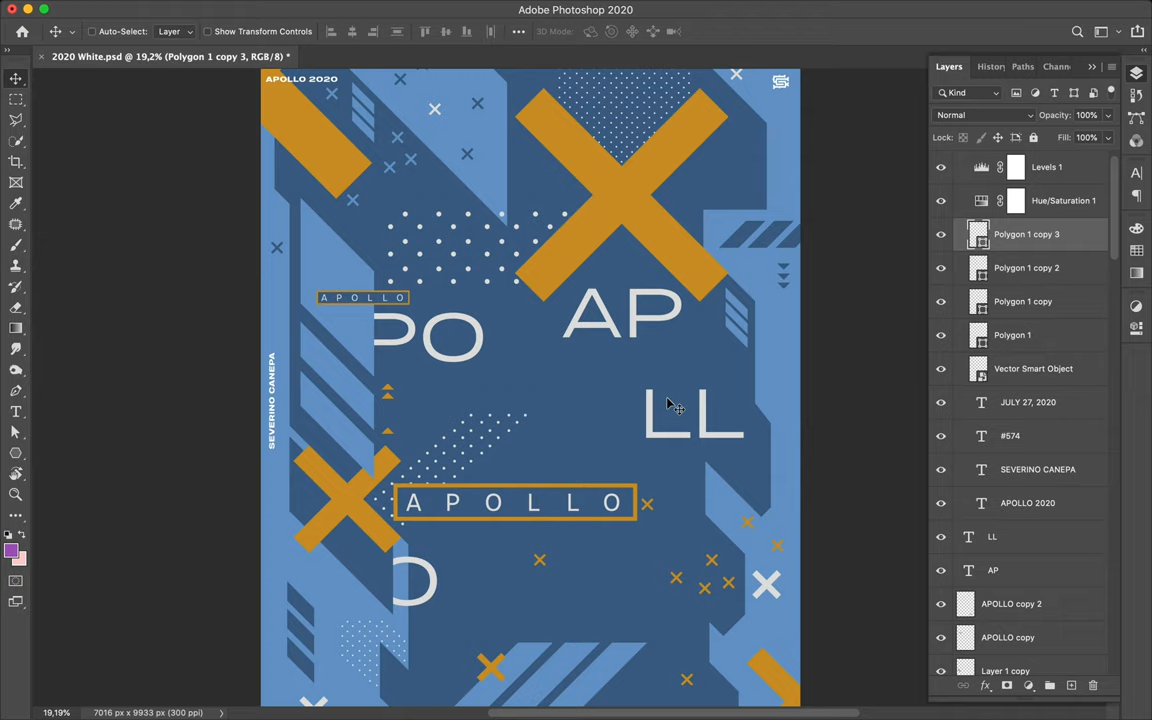 Adobe Photoshop 2020
Auto-Select: Layer Show Transform Controls 3D Mode:
2020 White.psd @ 19,2% (Polygon 1 copy 3, RGB/8) *
Layers Histor Paths Chann
Kind
Normal Opacity: 100%
Lock: Fill: 100%
Levels 1
Hue/Saturation 1
Polygon 1 copy 3
Polygon 1 copy 2
Polygon 1 copy
Polygon 1
Vector Smart Object
JULY 27, 2020
#574
SEVERINO CANEPA
APOLLO 2020
LL
AP
APOLLO copy 2
APOLLO copy
Layer 1 copy
APOLLO 2020
APOLLO
AP
PO
LL
SEVERINO CANEPA
APOLLO
O
19,19% 7016 px x 9933 px (300 ppi)